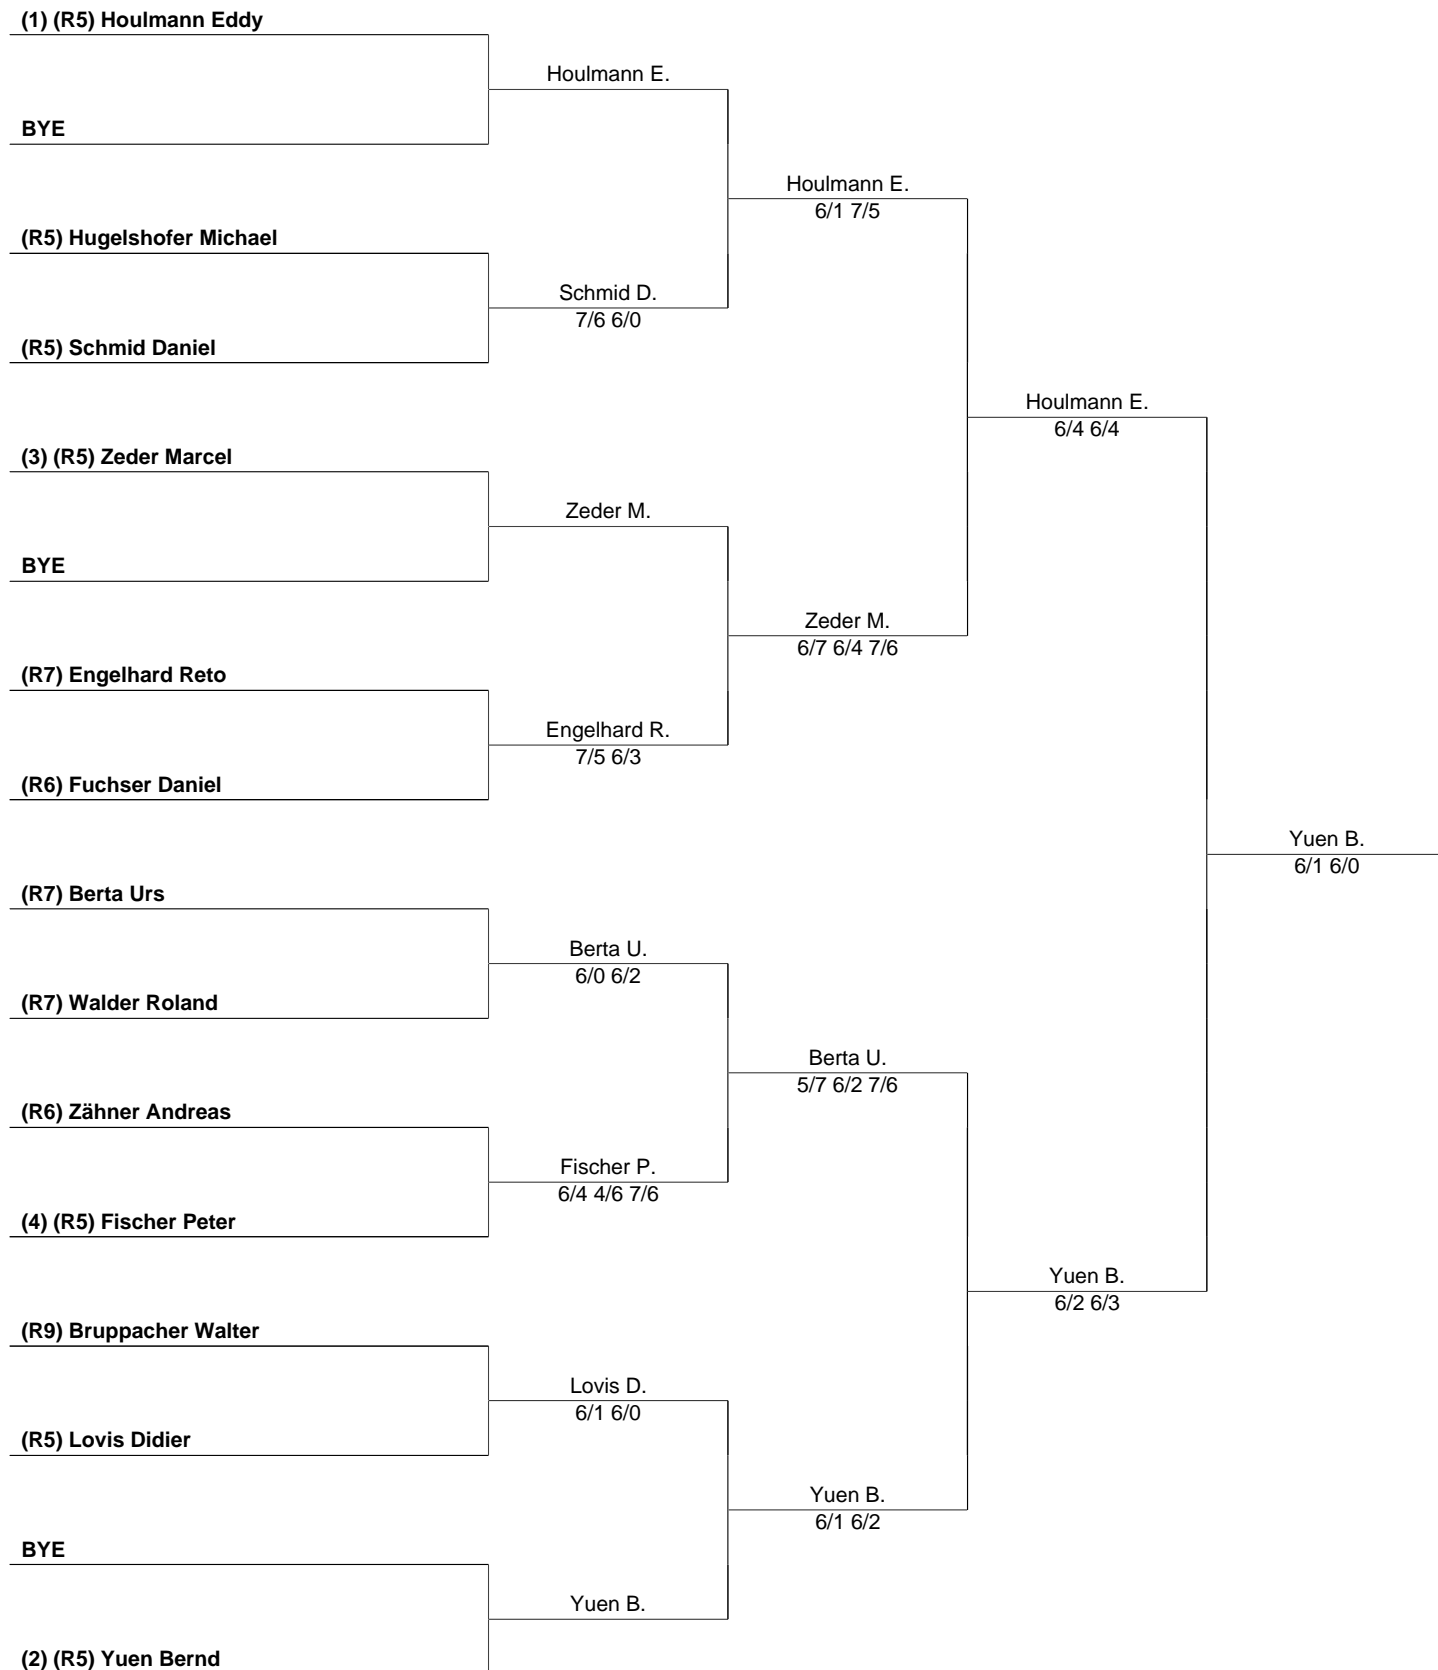 (1) (R5) Houlmann Eddy
Houlmann E.
BYE
Houlmann E.
6/1 7/5
(R5) Hugelshofer Michael
Schmid D.
7/6 6/0
(R5) Schmid Daniel
Houlmann E.
6/4 6/4
(3) (R5) Zeder Marcel
Zeder M.
BYE
Zeder M.
6/7 6/4 7/6
(R7) Engelhard Reto
Engelhard R.
7/5 6/3
(R6) Fuchser Daniel
Yuen B.
6/1 6/0
(R7) Berta Urs
Berta U.
6/0 6/2
(R7) Walder Roland
Berta U.
5/7 6/2 7/6
(R6) Zähner Andreas
Fischer P.
6/4 4/6 7/6
(4) (R5) Fischer Peter
Yuen B.
6/2 6/3
(R9) Bruppacher Walter
Lovis D.
6/1 6/0
(R5) Lovis Didier
Yuen B.
6/1 6/2
BYE
Yuen B.
(2) (R5) Yuen Bernd